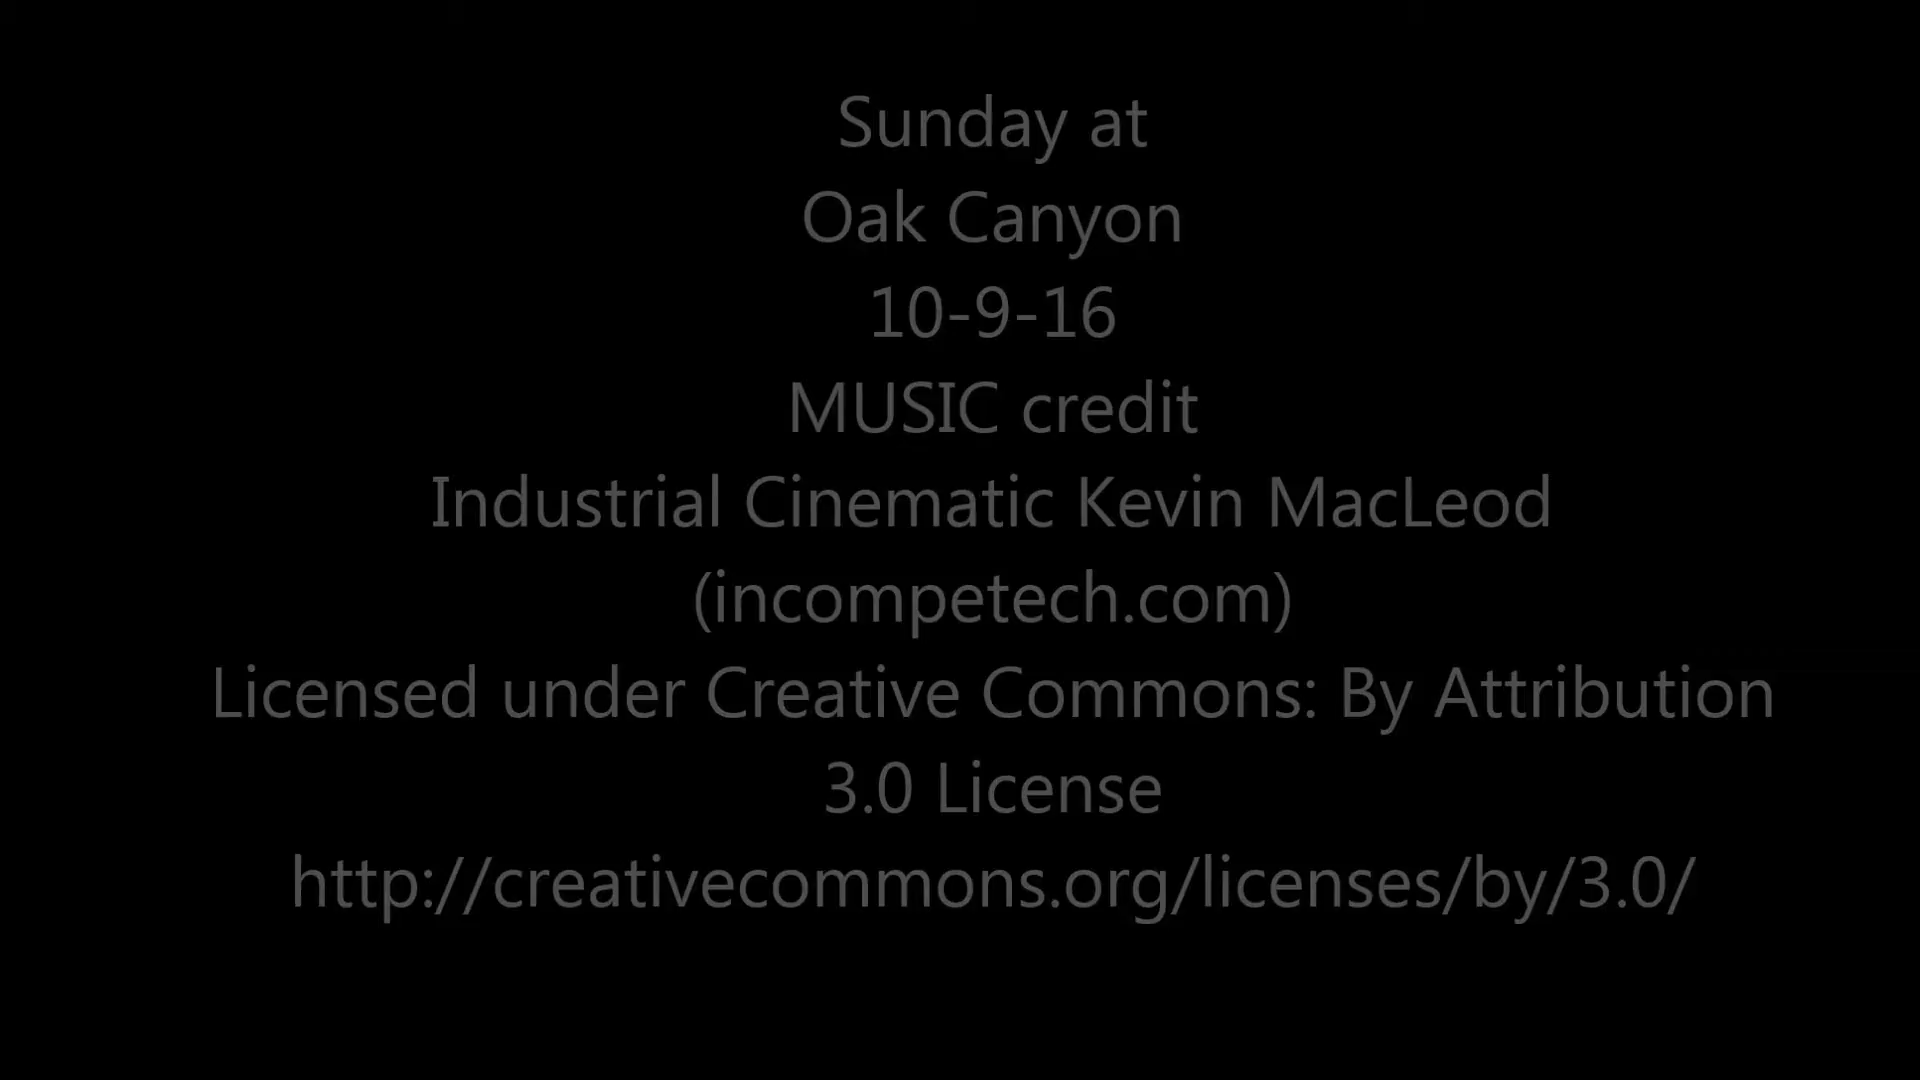 Sunday at
Oak Canyon
10-9-16
MUSIC credit
Industrial Cinematic Kevin MacLeod
(incompetech.com)
Licensed under Creative Commons: By Attribution
3.0 License
http://creativecommons.org/licenses/by/3.0/